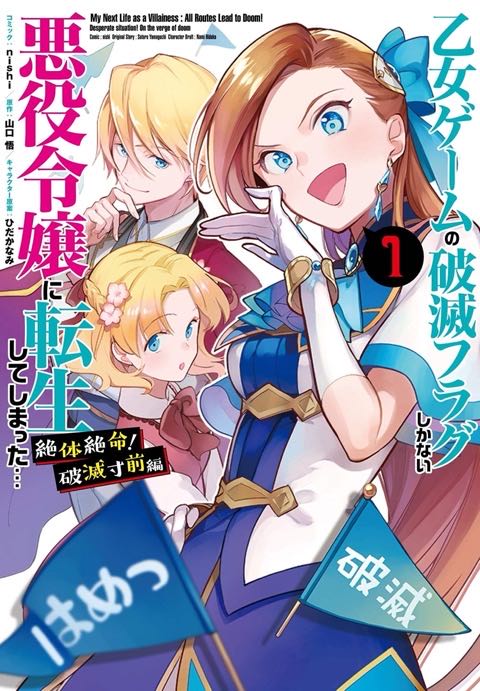 My Next Life as a Villainess : All Routes Lead to Doom!
Desperate situation! On the verge of doom
Comic : nishi Original Story : Satoru Yamaguchi Character Draft : Nami Hidaka
乙女ゲームの破滅フラグ
しかない
悪役令嬢に転生
してしまった…
絶体絶命!
破滅寸前編
1
コミック:nishi/原作:山口 悟/キャラクター原案:ひだかなみ
はめつ
破滅